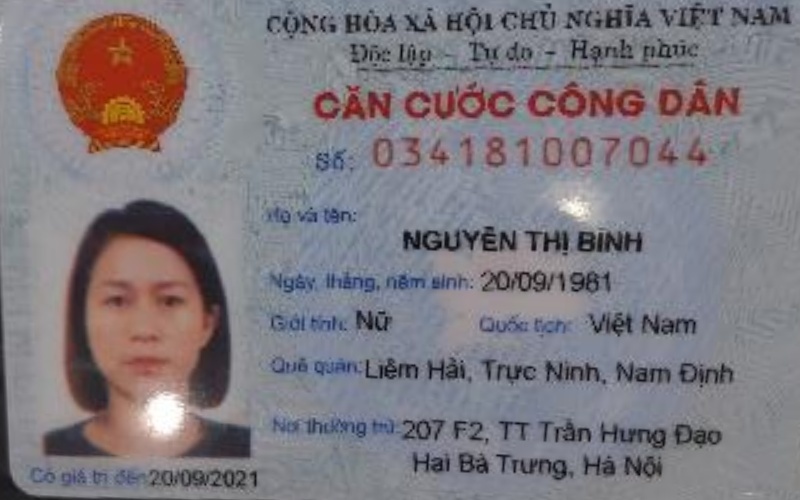 CỘNG HÒA XÃ HỘI CHỦ NGHĨA VIỆT NAM
Độc lập – Tự do – Hạnh phúc
CĂN CƯỚC CÔNG DÂN
Số: 034181007044
Họ và tên:
NGUYỄN THỊ BÌNH
Ngày, tháng, năm sinh: 20/09/1981
Giới tính: Nữ Quốc tịch: Việt Nam
Quê quán: Liêm Hải, Trực Ninh, Nam Định
Nơi thường trú: 207 F2, TT Trần Hưng Đạo
Hai Bà Trưng, Hà Nội
Có giá trị đến: 20/09/2021